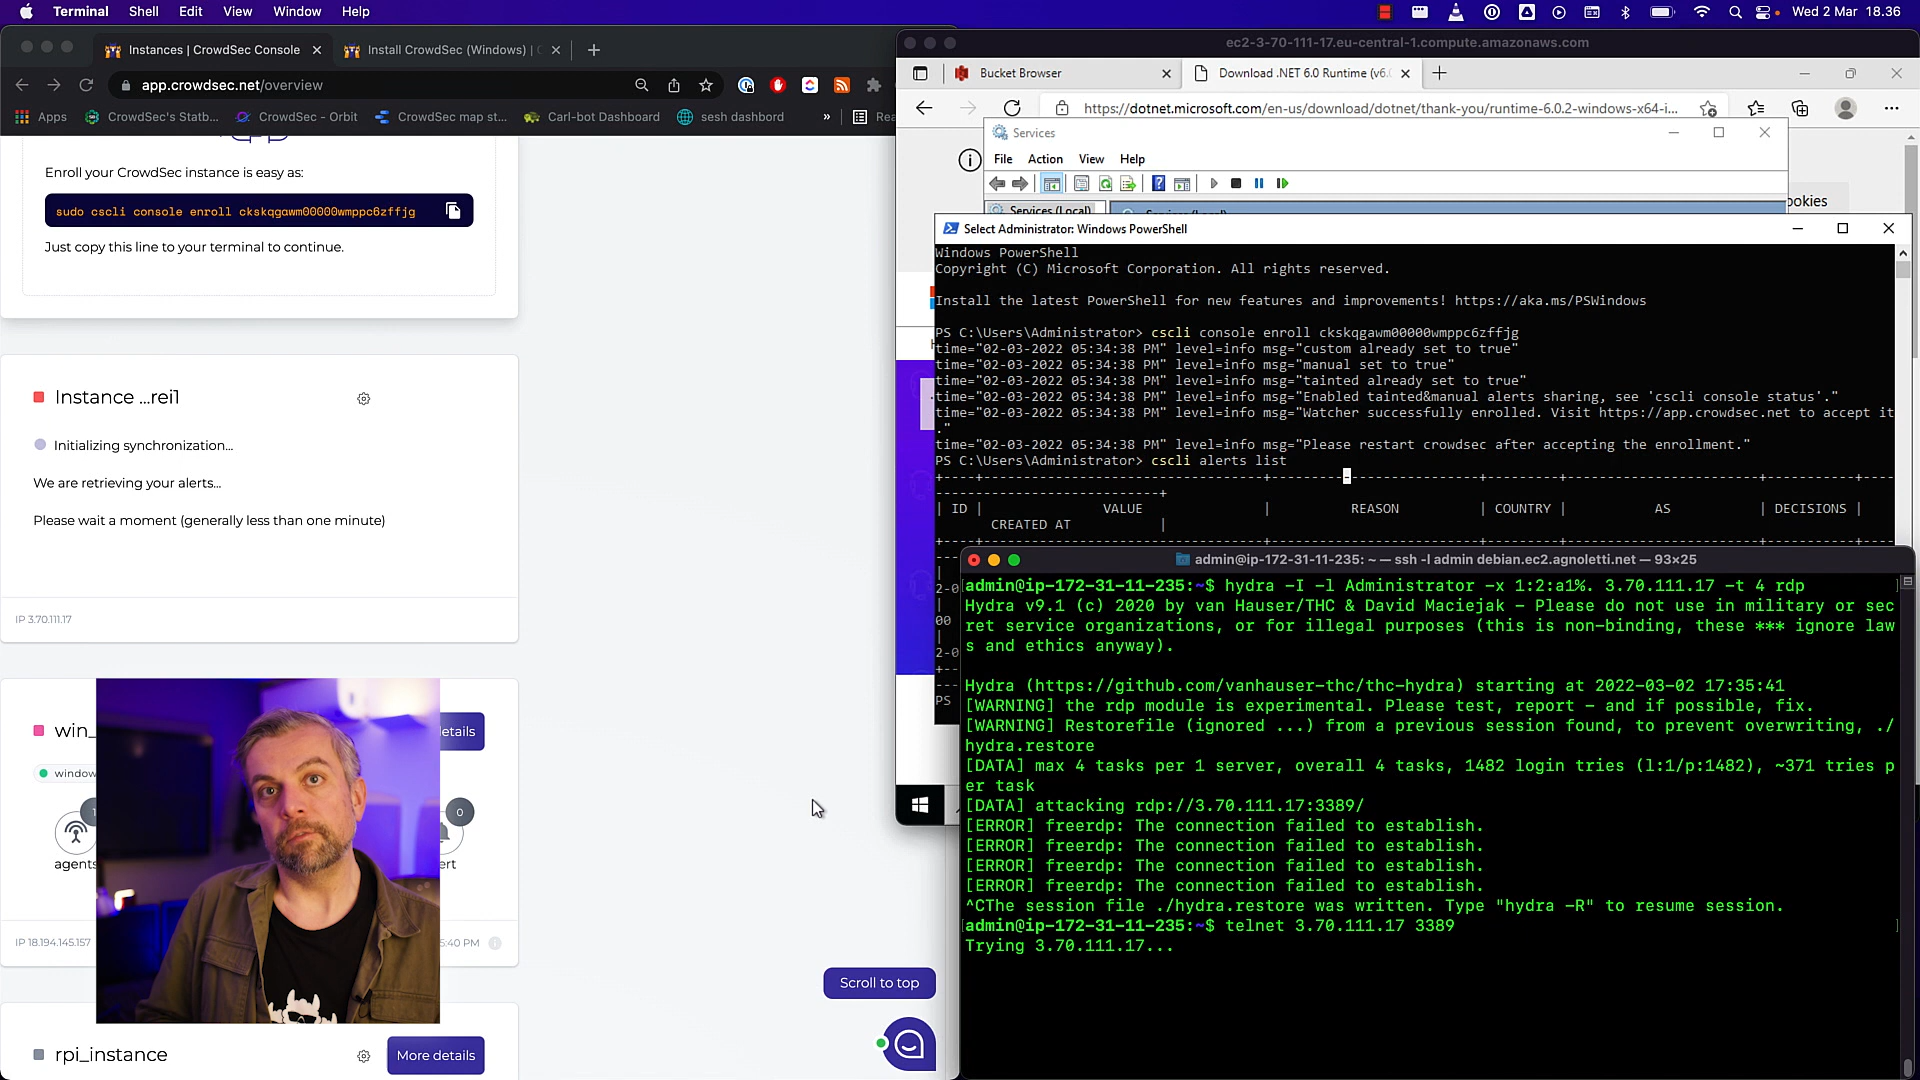 Terminal Shell Edit View Window Help
Wed 2 Mar 18.36
Instances | CrowdSec Console
Install CrowdSec (Windows) |
app.crowdsec.net/overview
Apps CrowdSec's Statb... CrowdSec - Orbit CrowdSec map st... Carl-bot Dashboard sesh dashbord » Rea
Enroll your CrowdSec instance is easy as:
sudo cscli console enroll ckskqgawm00000wmppc6zffjg
Just copy this line to your terminal to continue.
Instance ...rei1
Initializing synchronization...
We are retrieving your alerts...
Please wait a moment (generally less than one minute)
IP 3.70.111.17
win_
etails
window
1
0
agents
ert
IP 18.194.145.157
5:40 PM
Scroll to top
rpi_instance
More details
ec2-3-70-111-17.eu-central-1.compute.amazonaws.com
Bucket Browser
Download .NET 6.0 Runtime (v6.
https://dotnet.microsoft.com/en-us/download/dotnet/thank-you/runtime-6.0.2-windows-x64-i...
Services
File Action View Help
Services (Local)
ookies
Select Administrator: Windows PowerShell
Windows PowerShell
Copyright (C) Microsoft Corporation. All rights reserved.
Install the latest PowerShell for new features and improvements! https://aka.ms/PSWindows
PS C:\Users\Administrator> cscli console enroll ckskqgawm00000wmppc6zffjg
time="02-03-2022 05:34:38 PM" level=info msg="custom already set to true"
time="02-03-2022 05:34:38 PM" level=info msg="manual set to true"
time="02-03-2022 05:34:38 PM" level=info msg="tainted already set to true"
time="02-03-2022 05:34:38 PM" level=info msg="Enabled tainted&manual alerts sharing, see 'cscli console status'."
time="02-03-2022 05:34:38 PM" level=info msg="Watcher successfully enrolled. Visit https://app.crowdsec.net to accept it
."
time="02-03-2022 05:34:38 PM" level=info msg="Please restart crowdsec after accepting the enrollment."
PS C:\Users\Administrator> cscli alerts list
| ID | VALUE | REASON | COUNTRY | AS | DECISIONS |
CREATED AT |
2-0
00
2-0
PS
admin@ip-172-31-11-235: ~ — ssh -l admin debian.ec2.agnoletti.net — 93×25
admin@ip-172-31-11-235:~$ hydra -I -l Administrator -x 1:2:a1%. 3.70.111.17 -t 4 rdp
Hydra v9.1 (c) 2020 by van Hauser/THC & David Maciejak - Please do not use in military or sec
ret service organizations, or for illegal purposes (this is non-binding, these *** ignore law
s and ethics anyway).
Hydra (https://github.com/vanhauser-thc/thc-hydra) starting at 2022-03-02 17:35:41
[WARNING] the rdp module is experimental. Please test, report - and if possible, fix.
[WARNING] Restorefile (ignored ...) from a previous session found, to prevent overwriting, ./
hydra.restore
[DATA] max 4 tasks per 1 server, overall 4 tasks, 1482 login tries (l:1/p:1482), ~371 tries p
er task
[DATA] attacking rdp://3.70.111.17:3389/
[ERROR] freerdp: The connection failed to establish.
[ERROR] freerdp: The connection failed to establish.
[ERROR] freerdp: The connection failed to establish.
[ERROR] freerdp: The connection failed to establish.
^CThe session file ./hydra.restore was written. Type "hydra -R" to resume session.
admin@ip-172-31-11-235:~$ telnet 3.70.111.17 3389
Trying 3.70.111.17...